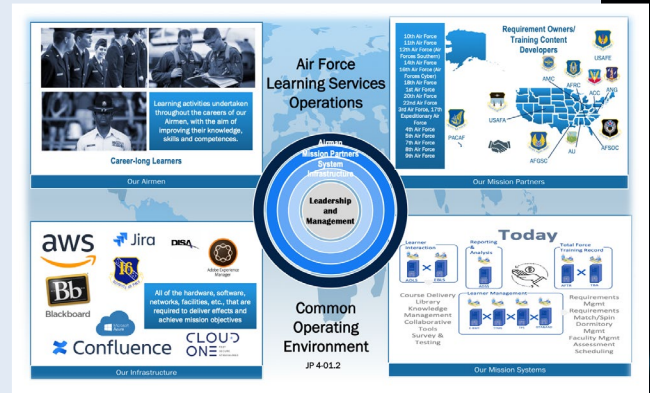 Air Force
Learning Services
Operations
Learning activities undertaken
throughout the careers of our
Airmen, with the aim of
improving their knowledge,
skills and competences.
Career-long Learners
Our Airmen
10th Air Force
11th Air Force
12th Air Force (Air
Forces Southern)
14th Air Force
16th Air Force (Air
Forces Cyber)
18th Air Force
1st Air Force
20th Air Force
22nd Air Force
3rd Air Force, 17th
Expeditionary Air
Force
4th Air Force
5th Air Force
7th Air Force
8th Air Force
9th Air Force
Requirement Owners/
Training Content
Developers
USAFE
AMC
AFRC
ACC
ANG
USAFA
PACAF
AFGSC
AU
AFSOC
Our Mission Partners
Airman
Mission Partners
System
Infrastructure
Leadership
and
Management
aws
Jira
DISA
Adobe Experience
Manager
Bb
Blackboard
16
All of the hardware, software,
networks, facilities, etc., that are
required to deliver effects and
achieve mission objectives
Microsoft
Azure
Confluence
CLOUD
ONE
Our Infrastructure
Common
Operating
Environment
JP 4-01.2
Today
Learner
Interaction
Reporting
&
Analysis
Total Force
Training Record
Learner Management
Course Delivery
Library
Knowledge
Management
Collaborative
Tools
Survey &
Testing
Requirements
Mgmt
Requirements
Match/Spin
Dormitory
Mgmt
Faculty Mgmt
Assessment
Scheduling
Our Mission Systems